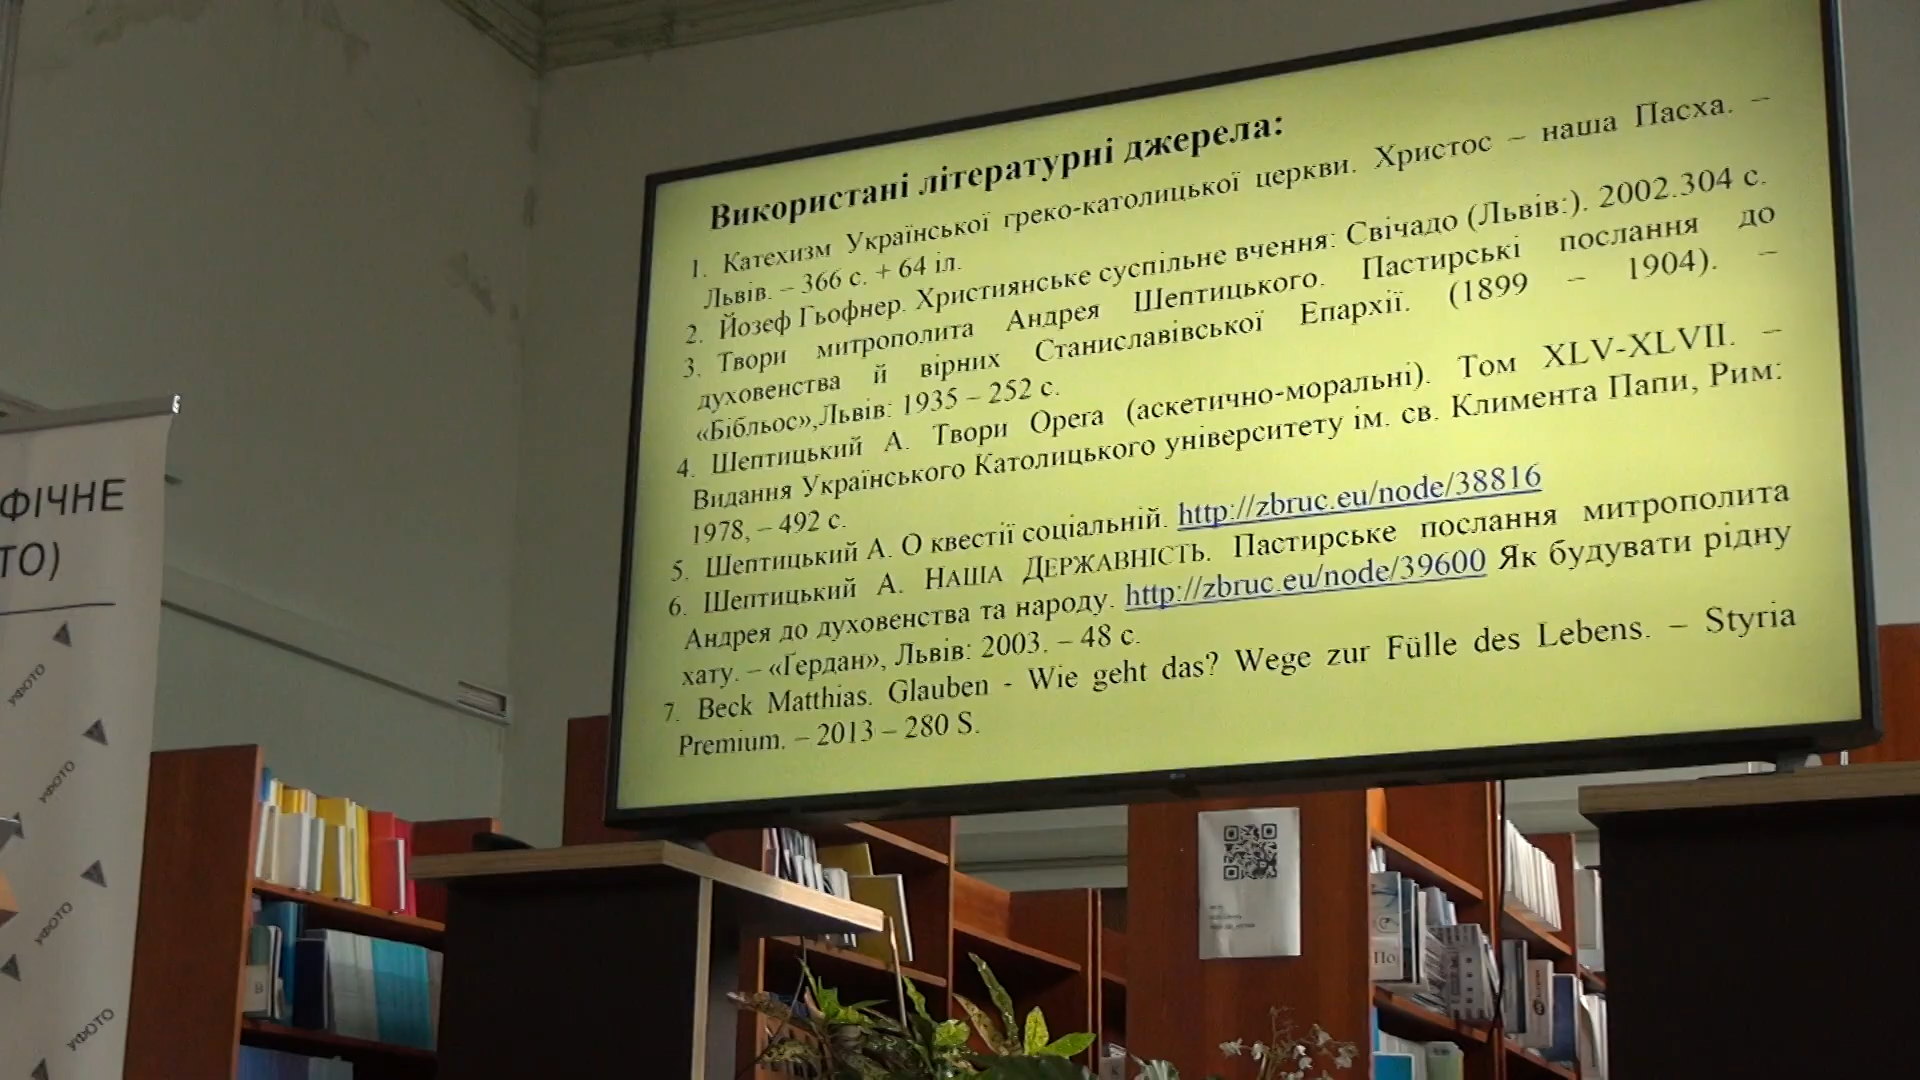 Використані літературні джерела:
1. Катехизм Української греко-католицької церкви. Христос – наша Пасха. –
Львів. – 366 с. + 64 іл.
2. Йозеф Гьофнер. Християнське суспільне вчення: Свічадо (Львів:). 2002.304 с.
3. Твори митрополита Андрея Шептицького. Пастирські послання до
духовенства й вірних Станиславівської Епархії. (1899 – 1904). –
«Бібльос»,Львів: 1935 – 252 с.
4. Шептицький А. Твори Opera (аскетично-моральні). Том XLV-XLVII. –
Видання Українського Католицького університету ім. св. Климента Папи, Рим:
1978, – 492 с.
5. Шептицький А. О квестії соціальній. http://zbruc.eu/node/38816
6. Шептицький А. НАША ДЕРЖАВНІСТЬ. Пастирське послання митрополита
Андрея до духовенства та народу. http://zbruc.eu/node/39600 Як будувати рідну
хату. – «Ґердан», Львів: 2003. – 48 с.
7. Beck Matthias. Glauben - Wie geht das? Wege zur Fülle des Lebens. – Styria
Premium. – 2013 – 280 S.
ФІЧНЕ
ТО)
УФОТО
УФОТО
УФОТО
УФОТО
В
По